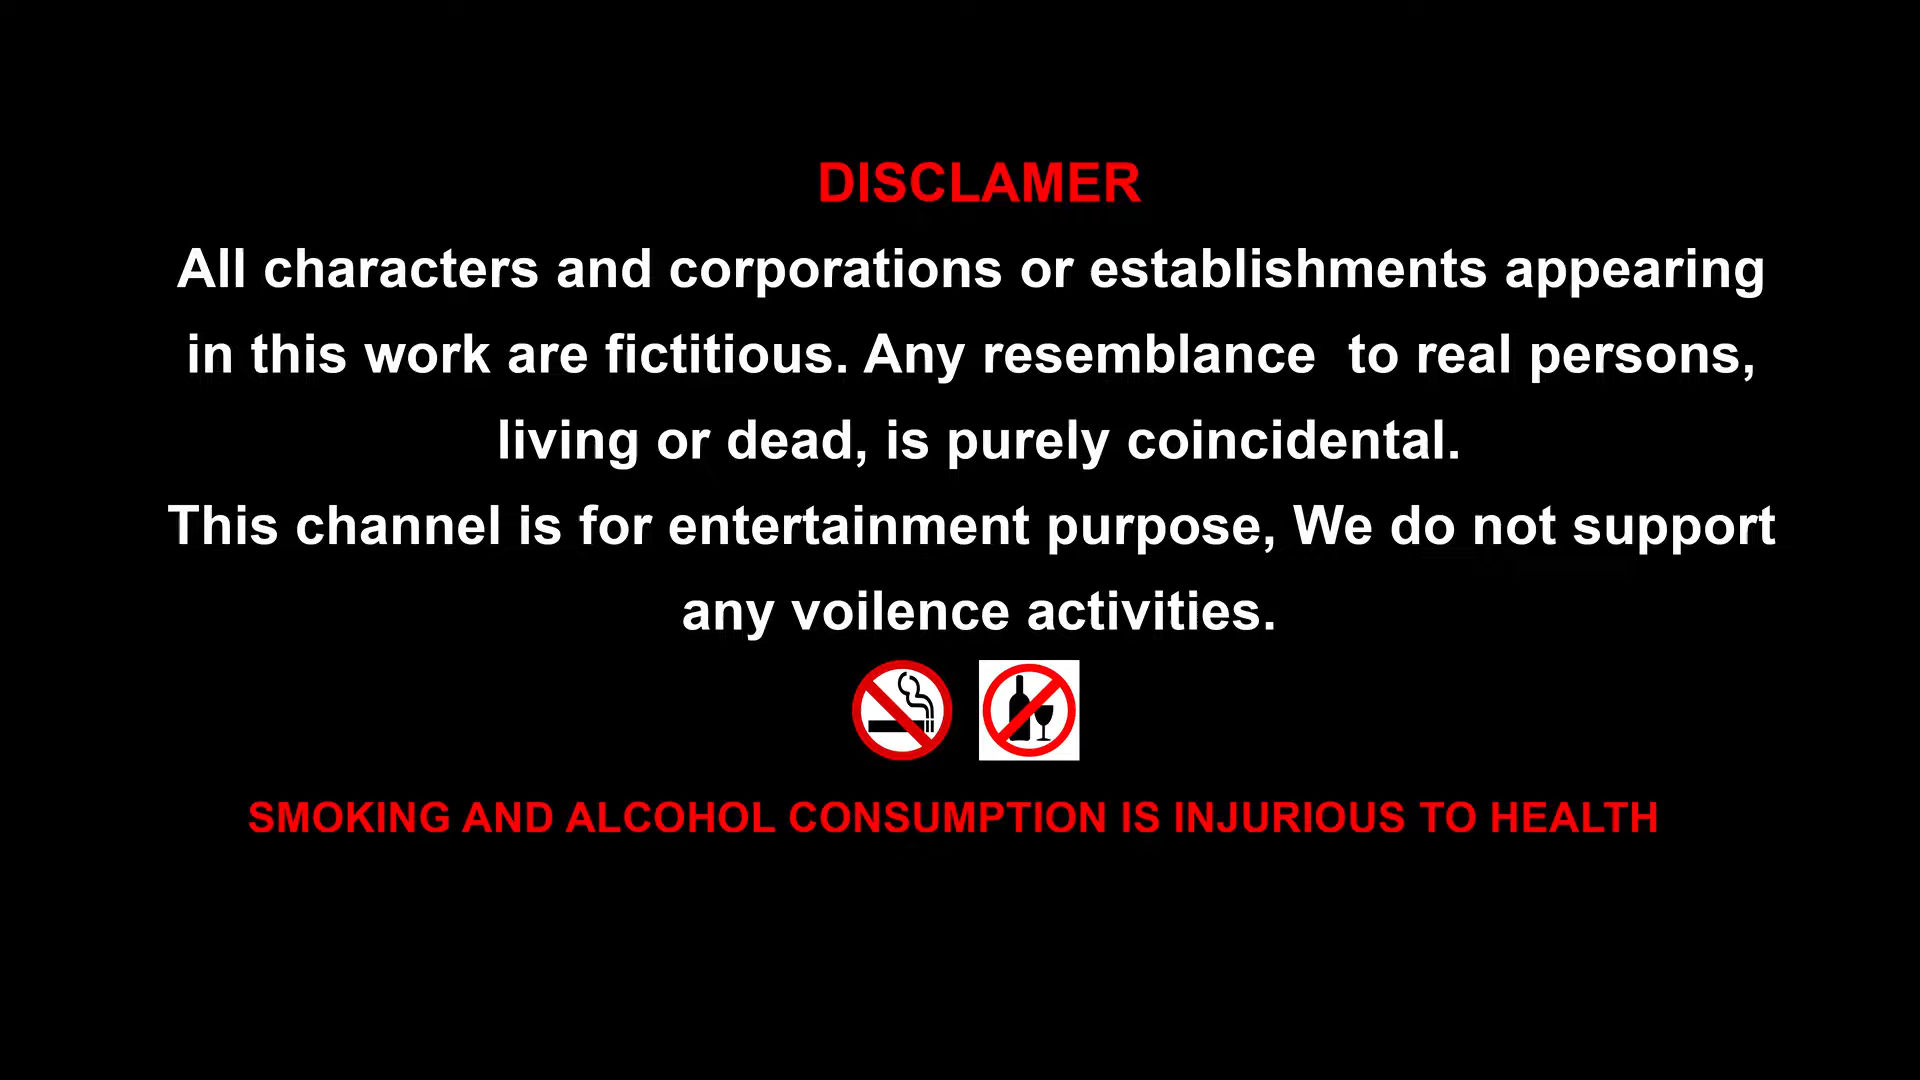 DISCLAMER
All characters and corporations or establishments appearing
in this work are fictitious. Any resemblance  to real persons,
living or dead, is purely coincidental.
This channel is for entertainment purpose, We do not support
any voilence activities.
SMOKING AND ALCOHOL CONSUMPTION IS INJURIOUS TO HEALTH